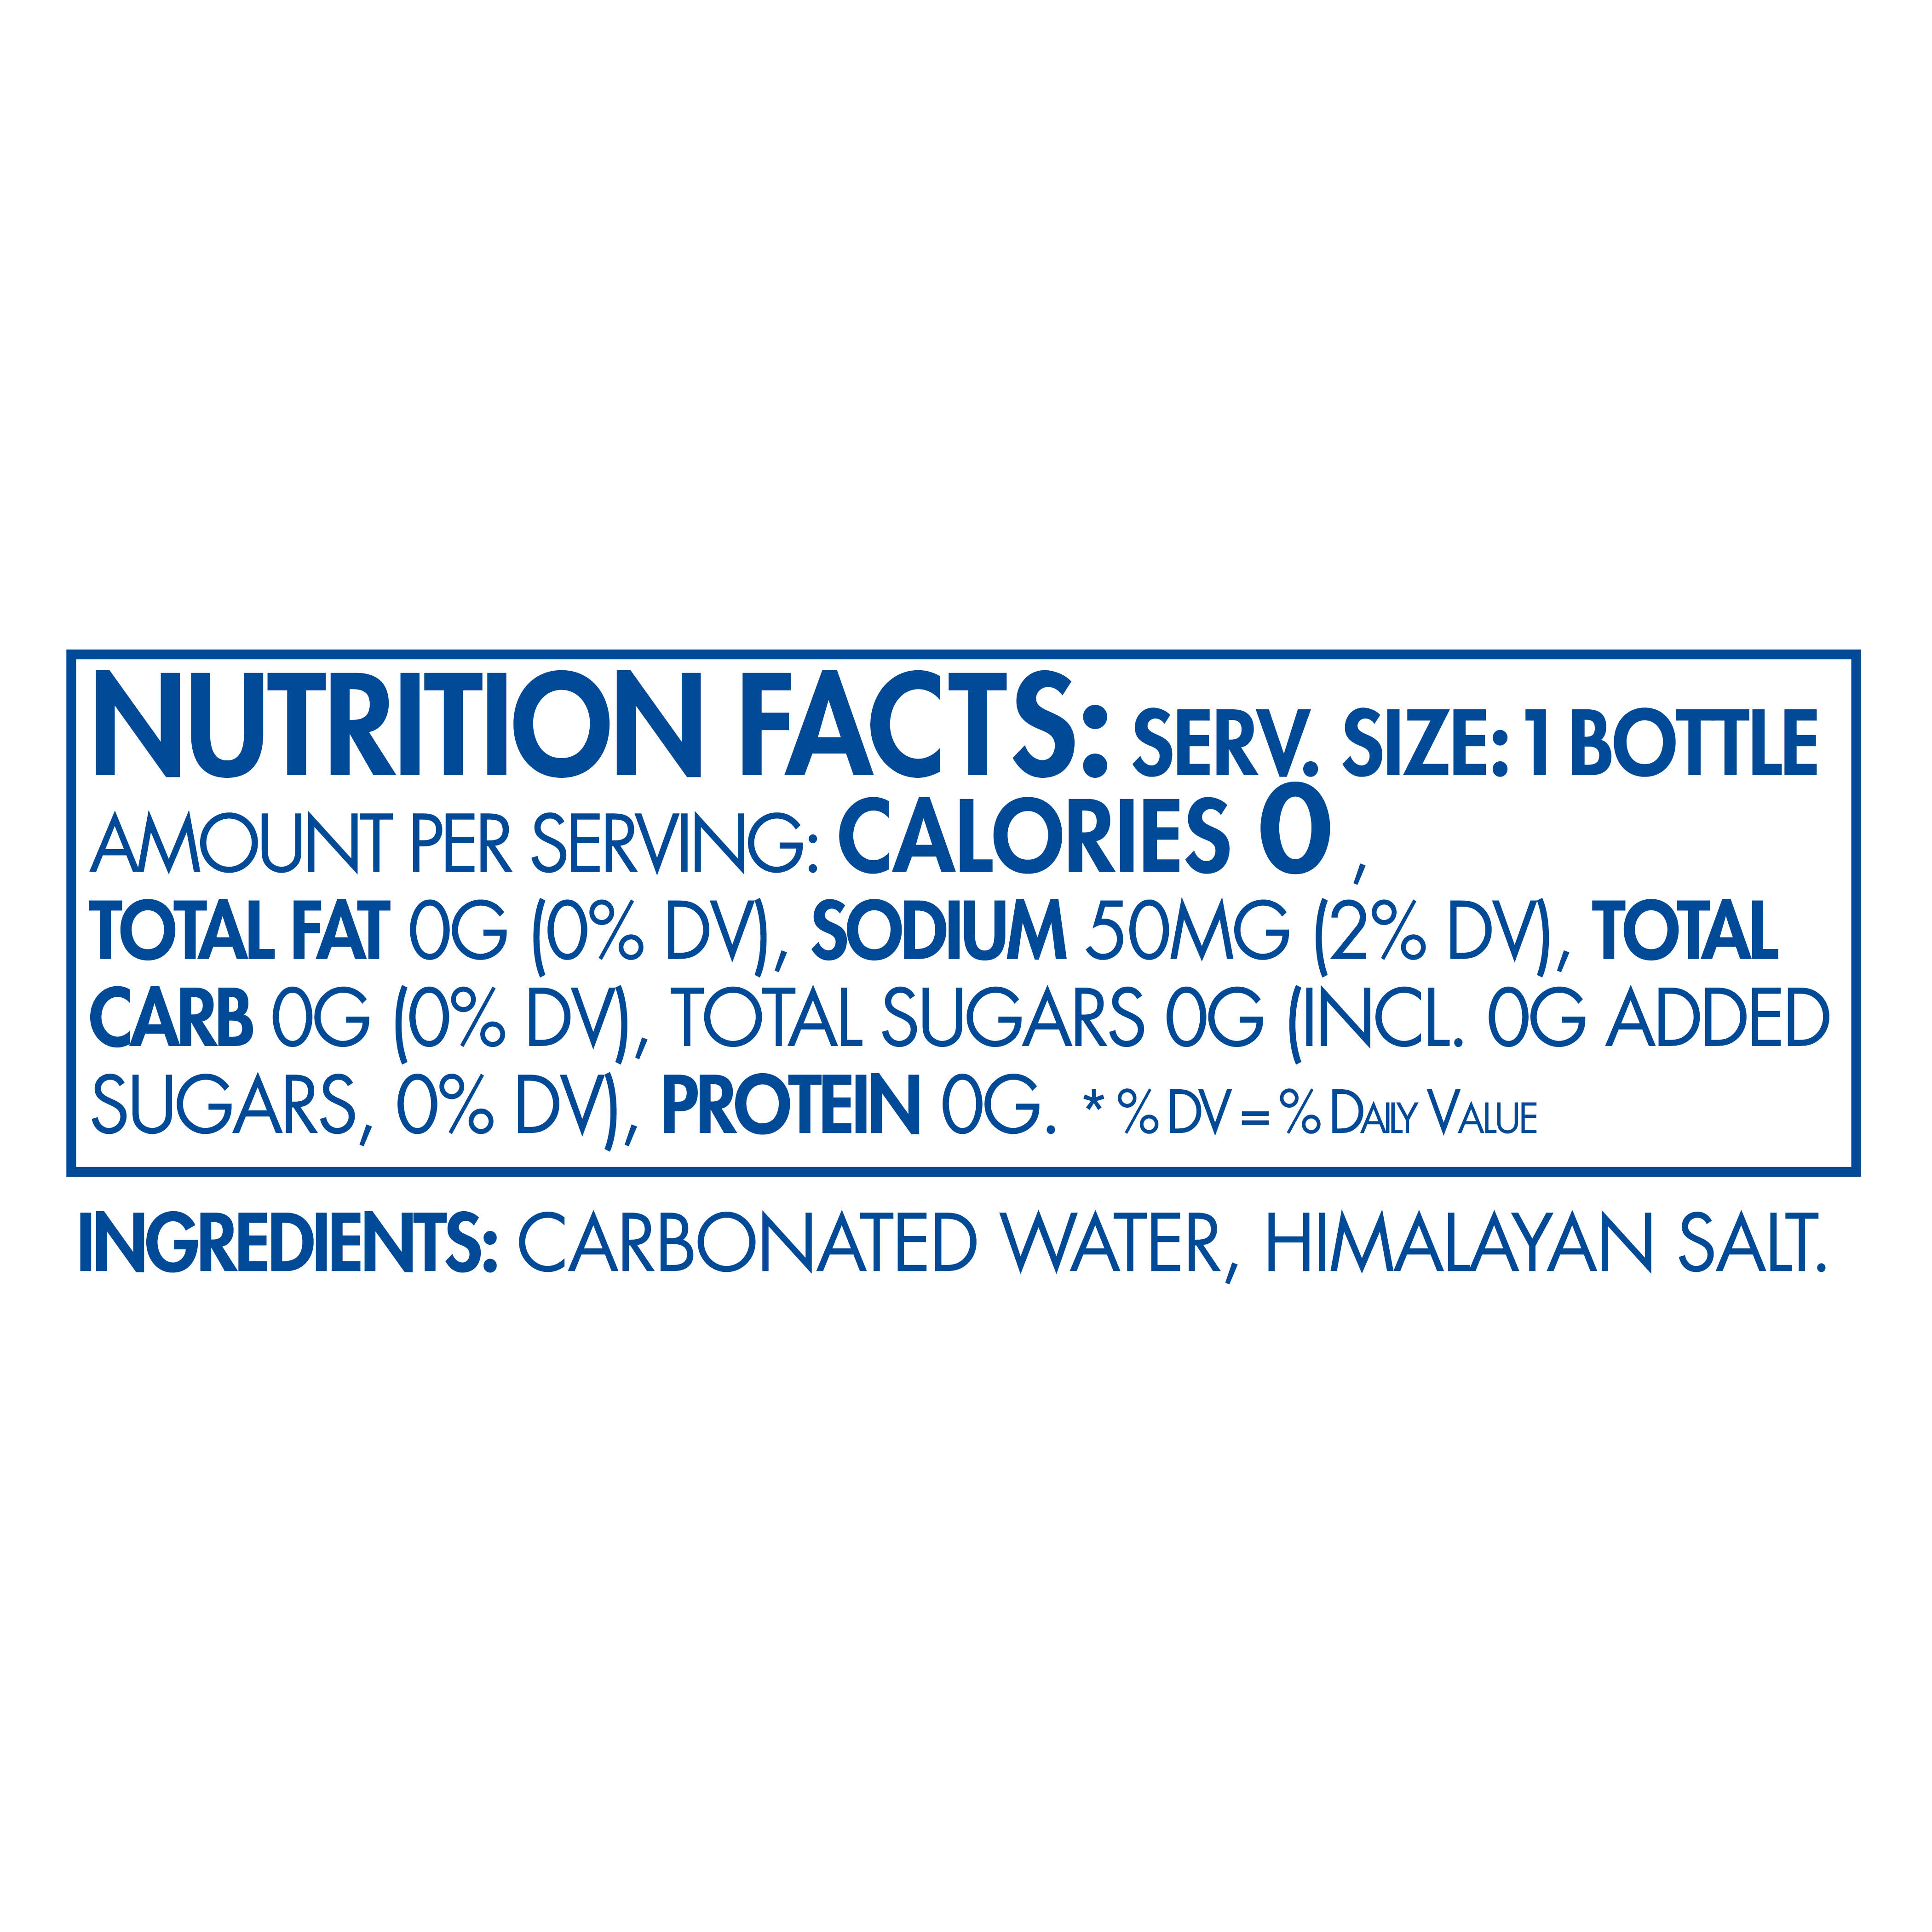 NUTRITION FACTS: SERV. SIZE: 1 BOTTLE
AMOUNT PER SERVING: CALORIES 0,
TOTAL FAT 0G (0% DV), SODIUM 50MG (2% DV), TOTAL
CARB 0G (0% DV), TOTAL SUGARS 0G (INCL. 0G ADDED
SUGARS, 0% DV), PROTEIN 0G. *% DV = % DAILY VALUE
INGREDIENTS: CARBONATED WATER, HIMALAYAN SALT.